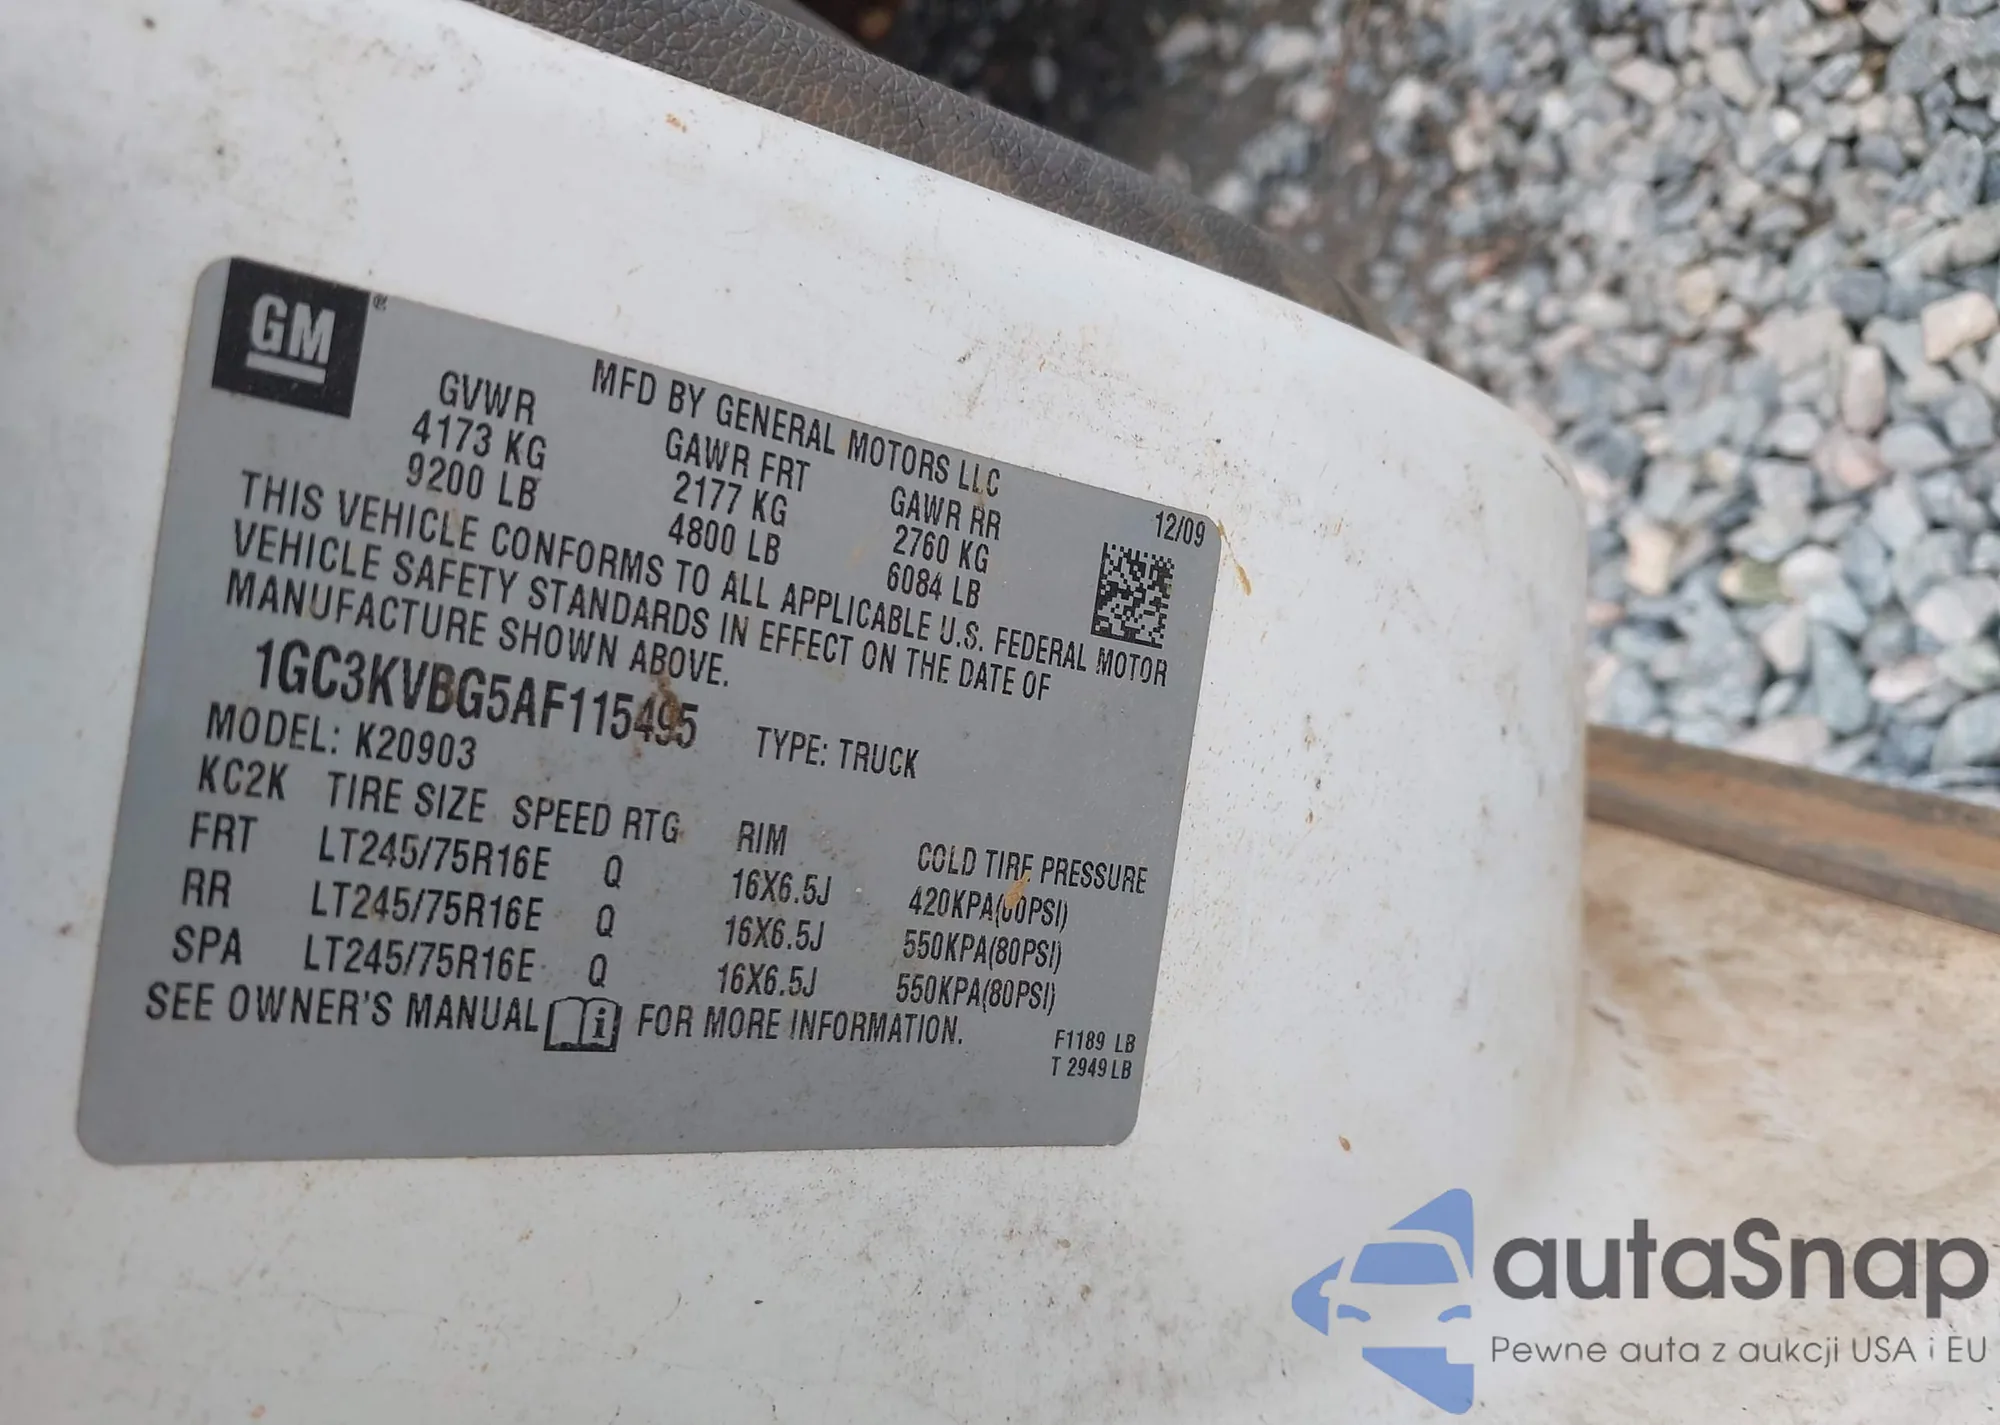 GM ®
MFD BY GENERAL MOTORS LLC 12/09
GVWR GAWR FRT GAWR RR
4173 KG 2177 KG 2760 KG
9200 LB 4800 LB 6084 LB
THIS VEHICLE CONFORMS TO ALL APPLICABLE U.S. FEDERAL MOTOR
VEHICLE SAFETY STANDARDS IN EFFECT ON THE DATE OF
MANUFACTURE SHOWN ABOVE.
1GC3KVBG5AF115495 TYPE: TRUCK
MODEL: K20903
KC2K TIRE SIZE SPEED RTG RIM COLD TIRE PRESSURE
FRT LT245/75R16E Q 16X6.5J 420KPA(60PSI)
RR LT245/75R16E Q 16X6.5J 550KPA(80PSI)
SPA LT245/75R16E Q 16X6.5J 550KPA(80PSI)
SEE OWNER'S MANUAL i FOR MORE INFORMATION.
F1189 LB
T 2949 LB
autaSnap
Pewne auta z aukcji USA i EU